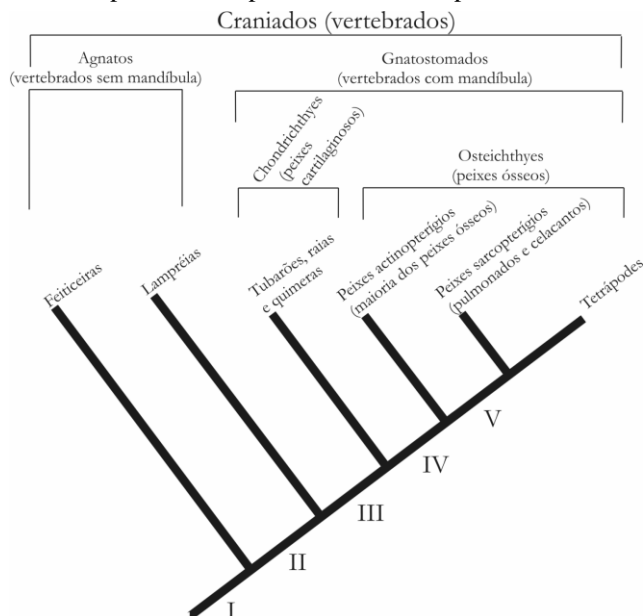 Craniados (vertebrados)
Agnatos
(vertebrados sem mandíbula)
Gnatostomados
(vertebrados com mandíbula)
Chondrichthyes
(peixes
cartilaginosos)
Osteichthyes
(peixes ósseos)
Feiticeiras
Lampréias
Tubarões, raias
e quimeras
Peixes actinopterígios
(maioria dos peixes ósseos)
Peixes sarcopterígios
(pulmonados e celacantos)
Tetrápodes
V
IV
III
II
I